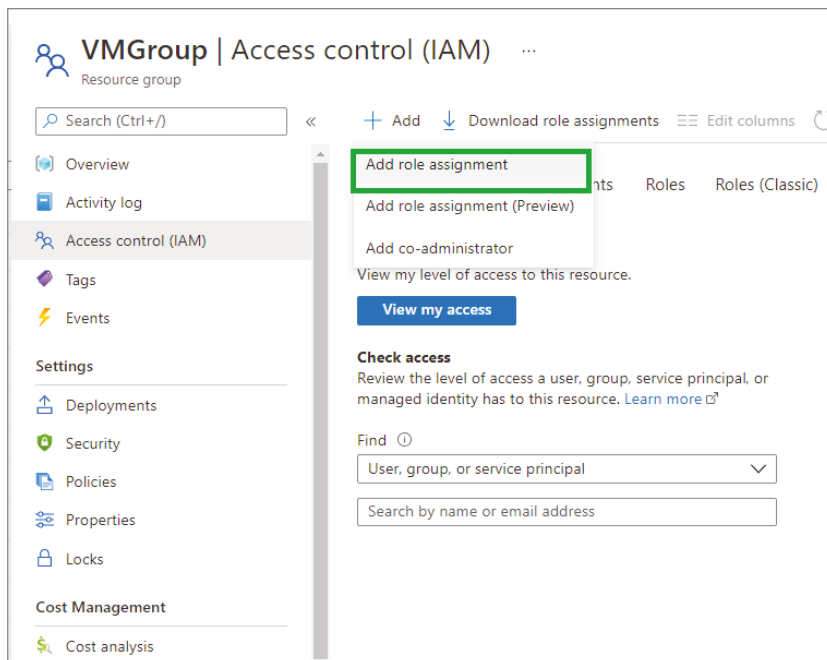 VMGroup | Access control (IAM) ...
Resource group
Search (Ctrl+/)
«
Add
Download role assignments
Edit columns
Overview
Activity log
Access control (IAM)
Tags
Events
Settings
Deployments
Security
Policies
Properties
Locks
Cost Management
Cost analysis
Add role assignment
Add role assignment (Preview)
Add co-administrator
nts
Roles
Roles (Classic)
View my level of access to this resource.
View my access
Check access
Review the level of access a user, group, service principal, or
managed identity has to this resource. Learn more
Find
User, group, or service principal
Search by name or email address